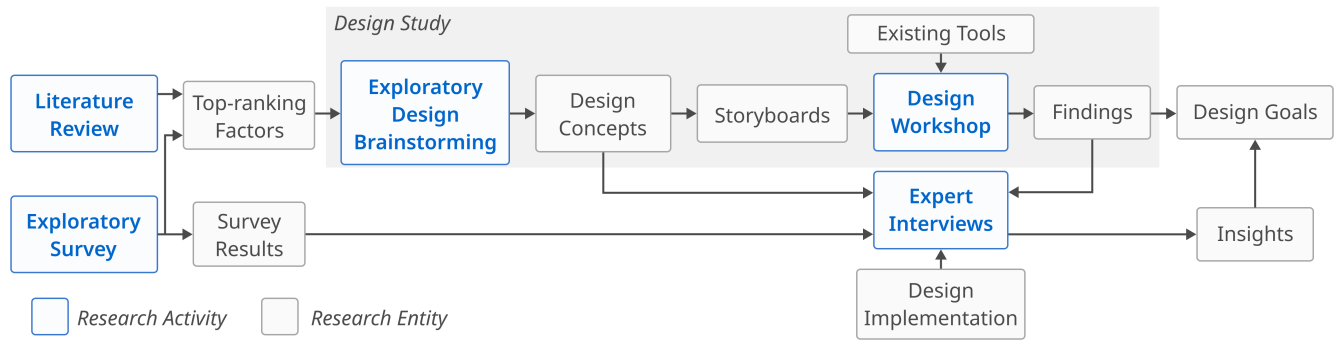 Design Study
Existing Tools
Literature
Review
Top-ranking
Factors
Exploratory
Design
Brainstorming
Design
Concepts
Storyboards
Design
Workshop
Findings
Design Goals
Exploratory
Survey
Survey
Results
Expert
Interviews
Insights
Design
Implementation
Research Activity
Research Entity